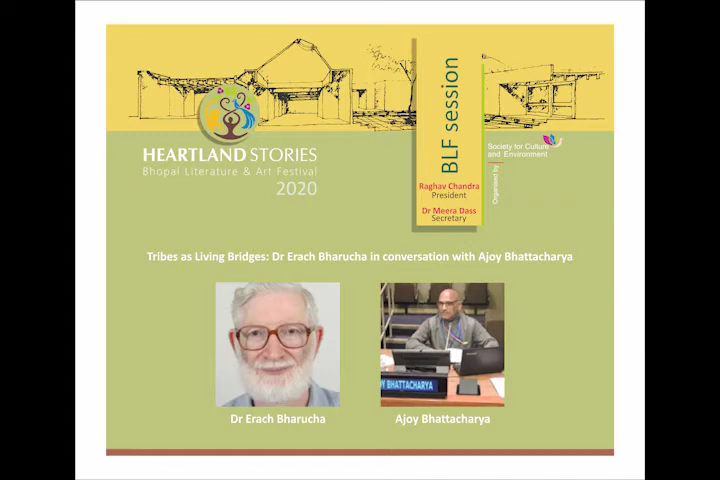 HEARTLAND STORIES
Bhopal Literature & Art Festival
2020
BLF session
Raghav Chandra
President
Dr Meera Dass
Secretary
Organised by
Society for Culture
and Environment
Tribes as Living Bridges: Dr Erach Bharucha in conversation with Ajoy Bhattacharya
Y BHATTACHARYA
Dr Erach Bharucha
Ajoy Bhattacharya